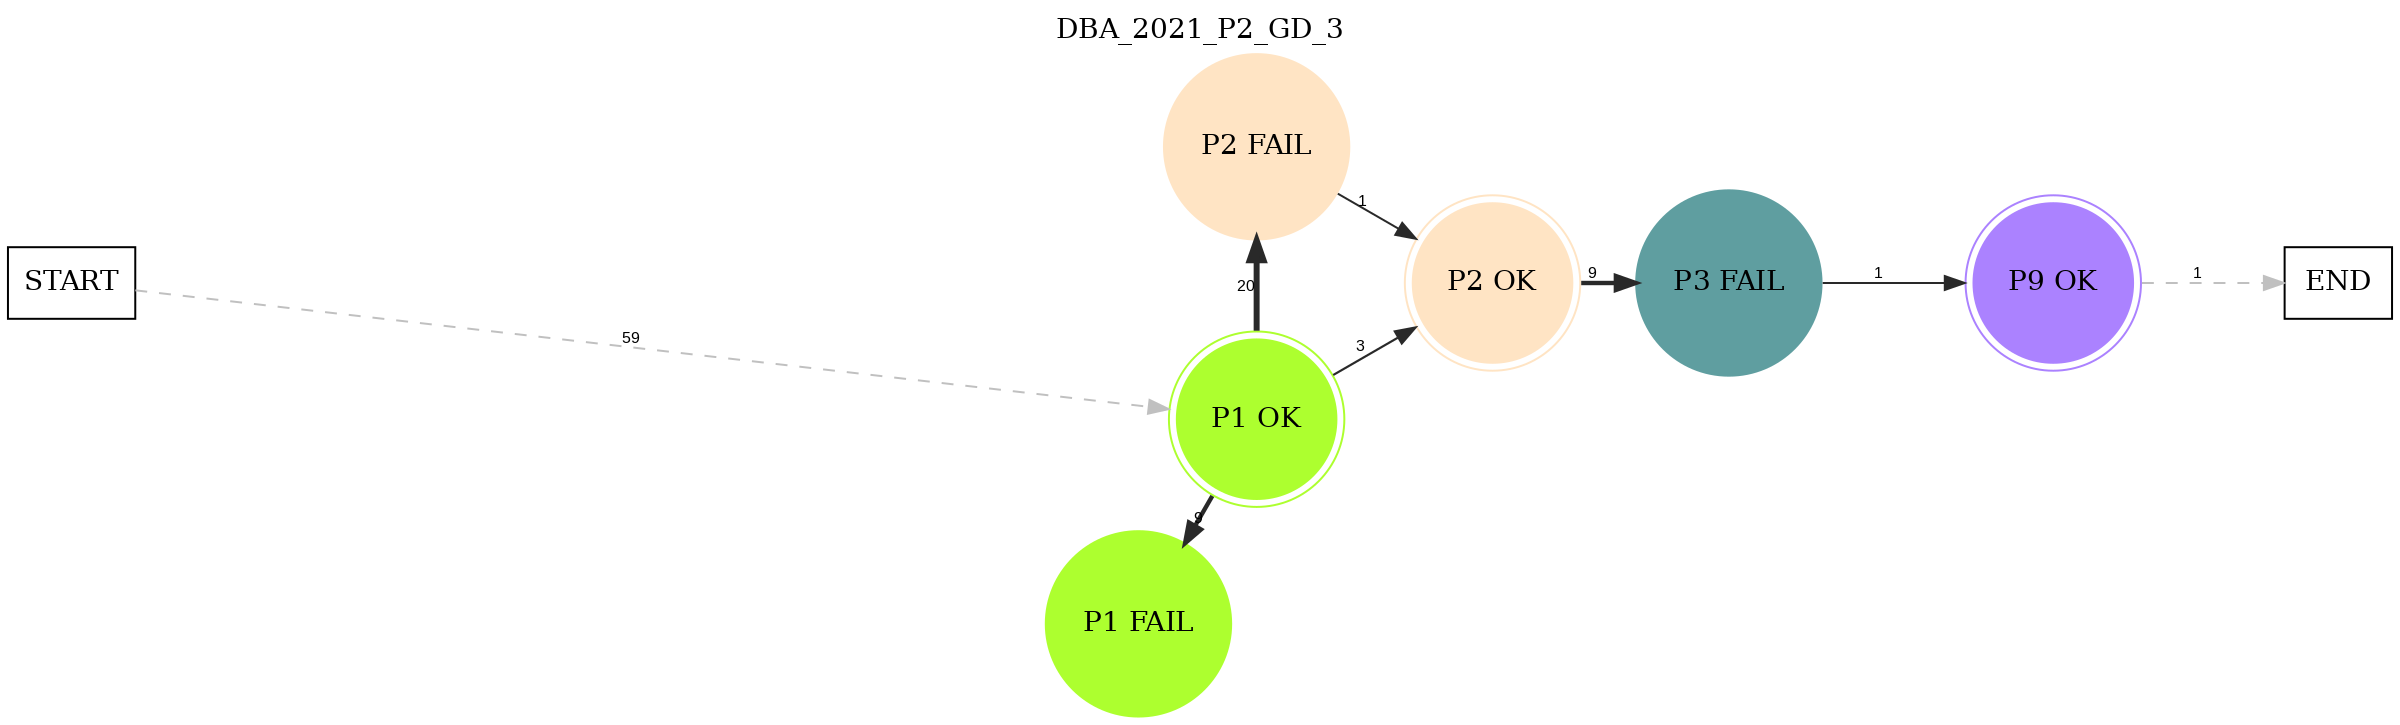 DBA_2021_P2_GD_3
P2 FAIL
1
START
59
20
P2 OK
9
P3 FAIL
1
P9 OK
1
END
3
P1 OK
9
P1 FAIL